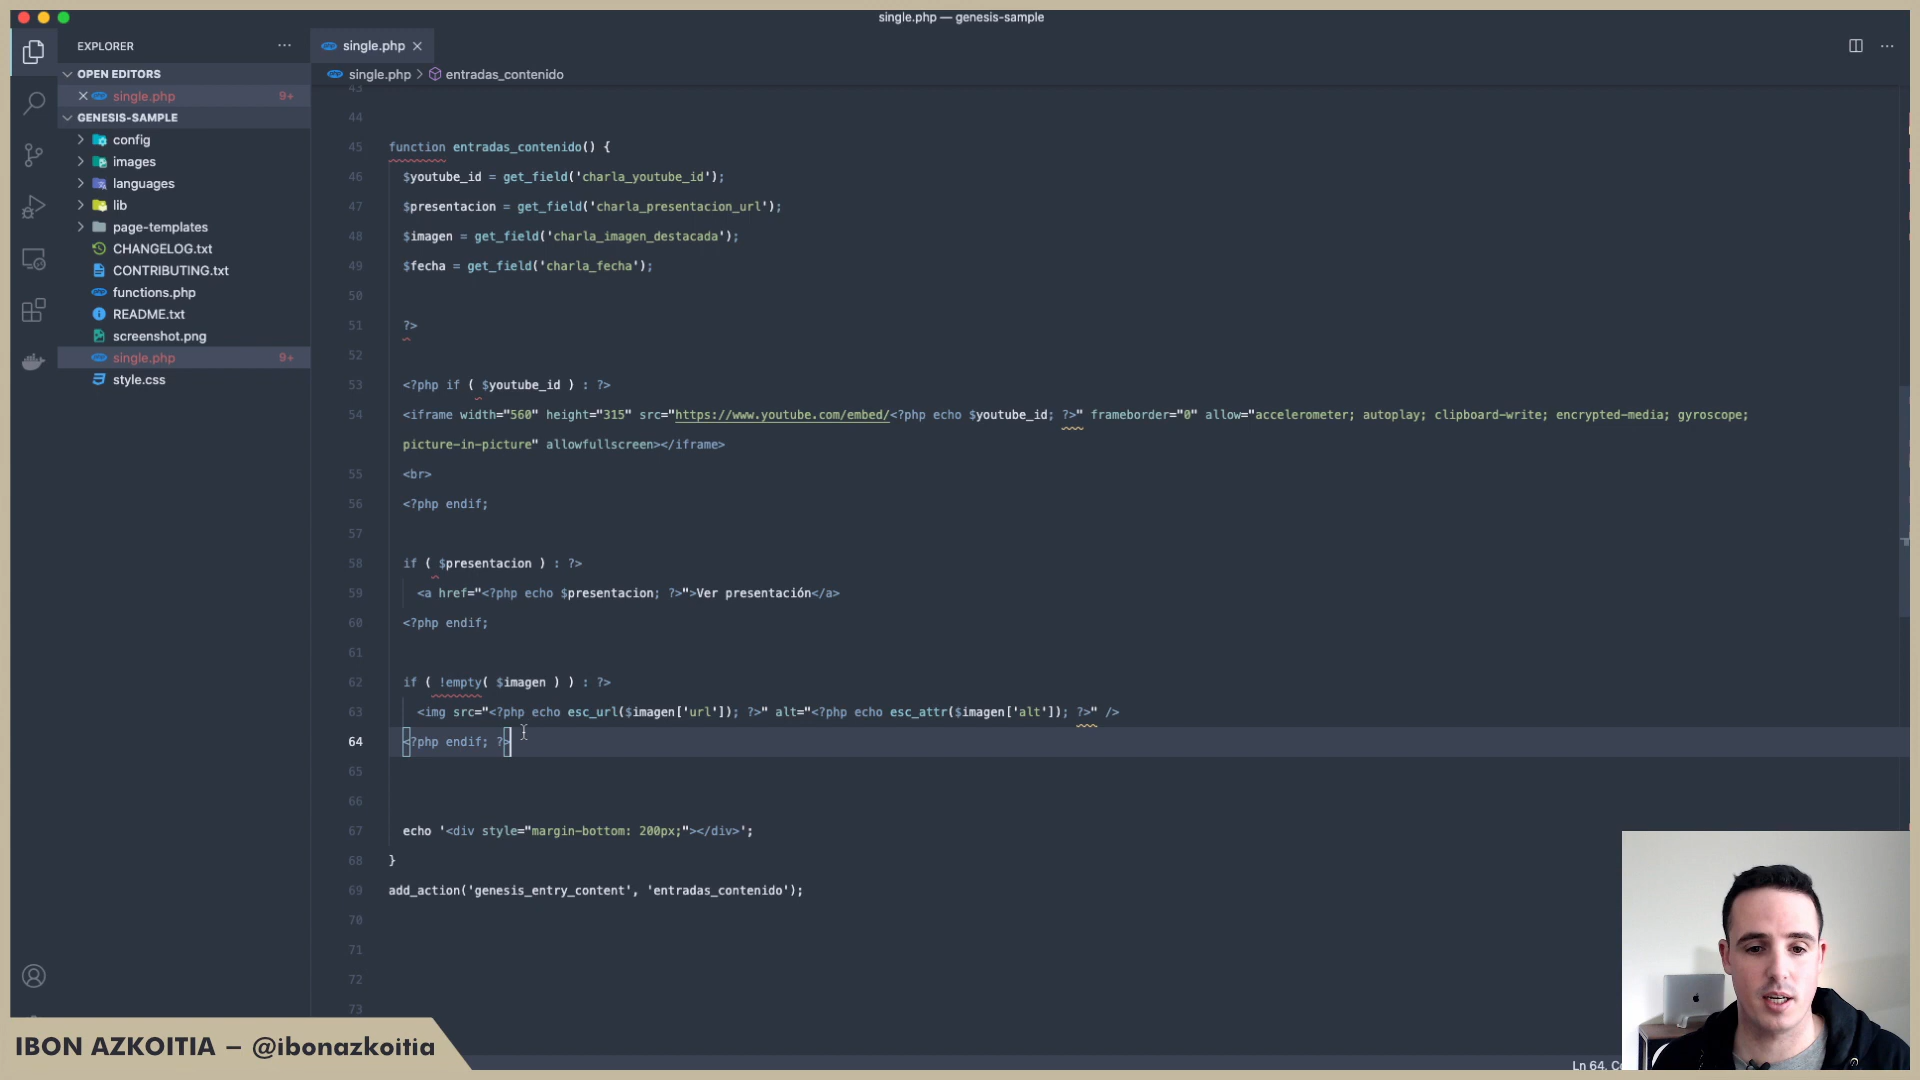 single.php — genesis-sample
EXPLORER
single.php
OPEN EDITORS
single.php > entradas_contenido
single.php 9+
GENESIS-SAMPLE
config
images
languages
lib
page-templates
CHANGELOG.txt
CONTRIBUTING.txt
functions.php
README.txt
screenshot.png
single.php 9+
style.css
43
44
45 function entradas_contenido() {
46 $youtube_id = get_field('charla_youtube_id');
47 $presentacion = get_field('charla_presentacion_url');
48 $imagen = get_field('charla_imagen_destacada');
49 $fecha = get_field('charla_fecha');
50
51 ?>
52
53 <?php if ( $youtube_id ) : ?>
54 <iframe width="560" height="315" src="https://www.youtube.com/embed/<?php echo $youtube_id; ?>" frameborder="0" allow="accelerometer; autoplay; clipboard-write; encrypted-media; gyroscope;
picture-in-picture" allowfullscreen></iframe>
55 <br>
56 <?php endif;
57
58 if ( $presentacion ) : ?>
59 <a href="<?php echo $presentacion; ?>">Ver presentación</a>
60 <?php endif;
61
62 if ( !empty( $imagen ) ) : ?>
63 <img src="<?php echo esc_url($imagen['url']); ?>" alt="<?php echo esc_attr($imagen['alt']); ?>" />
64 <?php endif; ?>
65
66
67 echo '<div style="margin-bottom: 200px;"></div>';
68 }
69 add_action('genesis_entry_content', 'entradas_contenido');
70
71
72
73
IBON AZKOITIA – @ibonazkoitia
Ln 64,